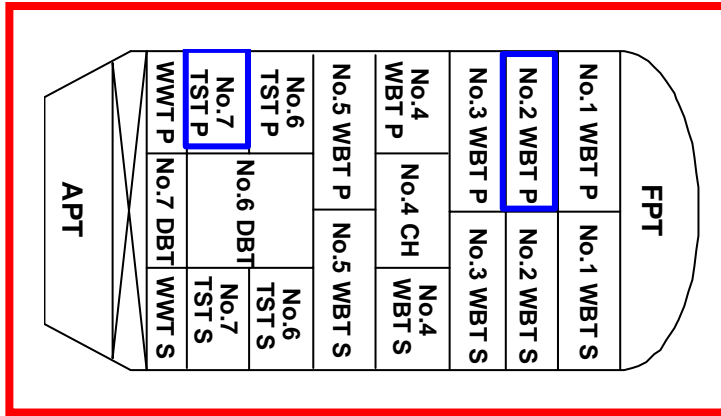 APT
WWT P
No.7 DBT
WWT S
No.7
TST P
No.6
TST P
No.6 DBT
No.7
TST S
No.6
TST S
No.5 WBT P
No.5 WBT S
No.4
WBT P
No.4 CH
No.4
WBT S
No.3 WBT P
No.3 WBT S
No.2 WBT P
No.2 WBT S
No.1 WBT P
No.1 WBT S
FPT